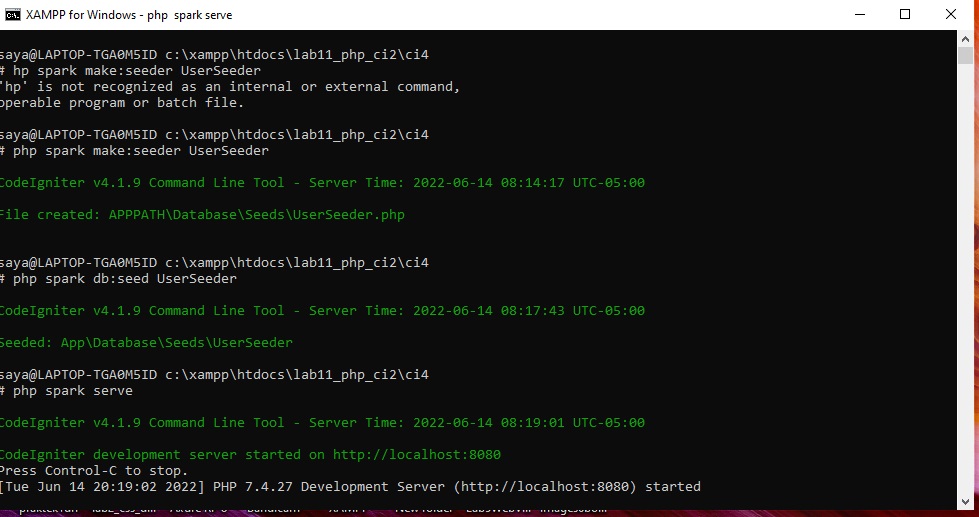 XAMPP for Windows - php  spark serve
saya@LAPTOP-TGA0M5ID c:\xampp\htdocs\lab11_php_ci2\ci4
# hp spark make:seeder UserSeeder
'hp' is not recognized as an internal or external command,
operable program or batch file.
saya@LAPTOP-TGA0M5ID c:\xampp\htdocs\lab11_php_ci2\ci4
# php spark make:seeder UserSeeder
CodeIgniter v4.1.9 Command Line Tool - Server Time: 2022-06-14 08:14:17 UTC-05:00
File created: APPPATH\Database\Seeds\UserSeeder.php
saya@LAPTOP-TGA0M5ID c:\xampp\htdocs\lab11_php_ci2\ci4
# php spark db:seed UserSeeder
CodeIgniter v4.1.9 Command Line Tool - Server Time: 2022-06-14 08:17:43 UTC-05:00
Seeded: App\Database\Seeds\UserSeeder
saya@LAPTOP-TGA0M5ID c:\xampp\htdocs\lab11_php_ci2\ci4
# php spark serve
CodeIgniter v4.1.9 Command Line Tool - Server Time: 2022-06-14 08:19:01 UTC-05:00
CodeIgniter development server started on http://localhost:8080
Press Control-C to stop.
[Tue Jun 14 20:19:02 2022] PHP 7.4.27 Development Server (http://localhost:8080) started